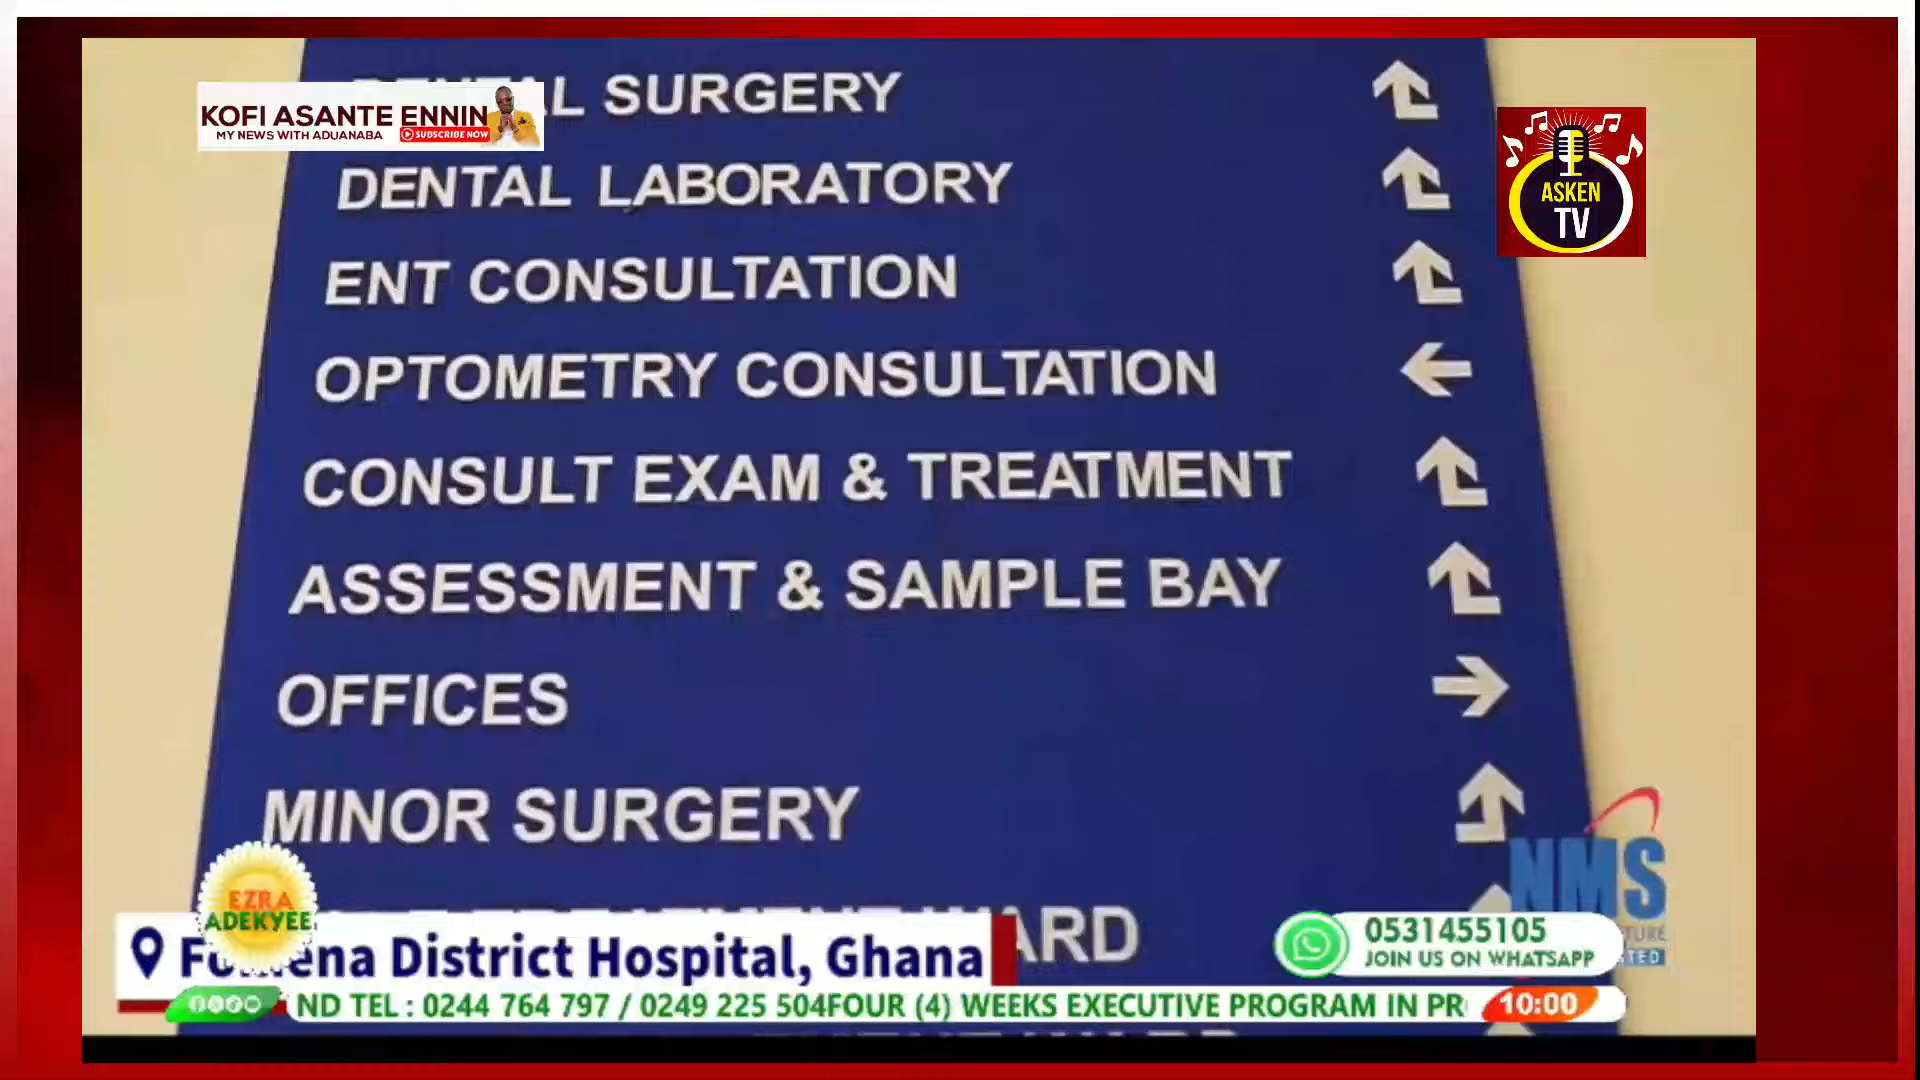 SURGERY
KOFI ASANTE ENNIN
MY NEWS WITH ADUANABA
SUBSCRIBE NOW
DENTAL LABORATORY
ASKEN
TV
ENT CONSULTATION
OPTOMETRY CONSULTATION
CONSULT EXAM & TREATMENT
ASSESSMENT & SAMPLE BAY
OFFICES
MINOR SURGERY
NMS
EZRA
ADEKYEE
District Hospital, Ghana
0531455105
JOIN US ON WHATSAPP
ND TEL : 0244 764 797 / 0249 225 504FOUR (4) WEEKS EXECUTIVE PROGRAM IN PR
10:00